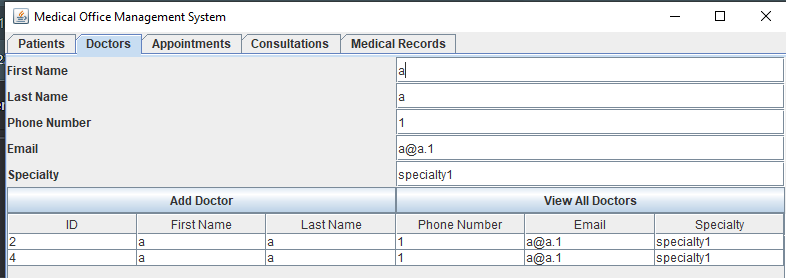 Medical Office Management System
Patients Doctors Appointments Consultations Medical Records
First Name a
Last Name a
Phone Number 1
Email a@a.1
Specialty specialty1
Add Doctor View All Doctors
ID First Name Last Name Phone Number Email Specialty
2 a a 1 a@a.1 specialty1
4 a a 1 a@a.1 specialty1